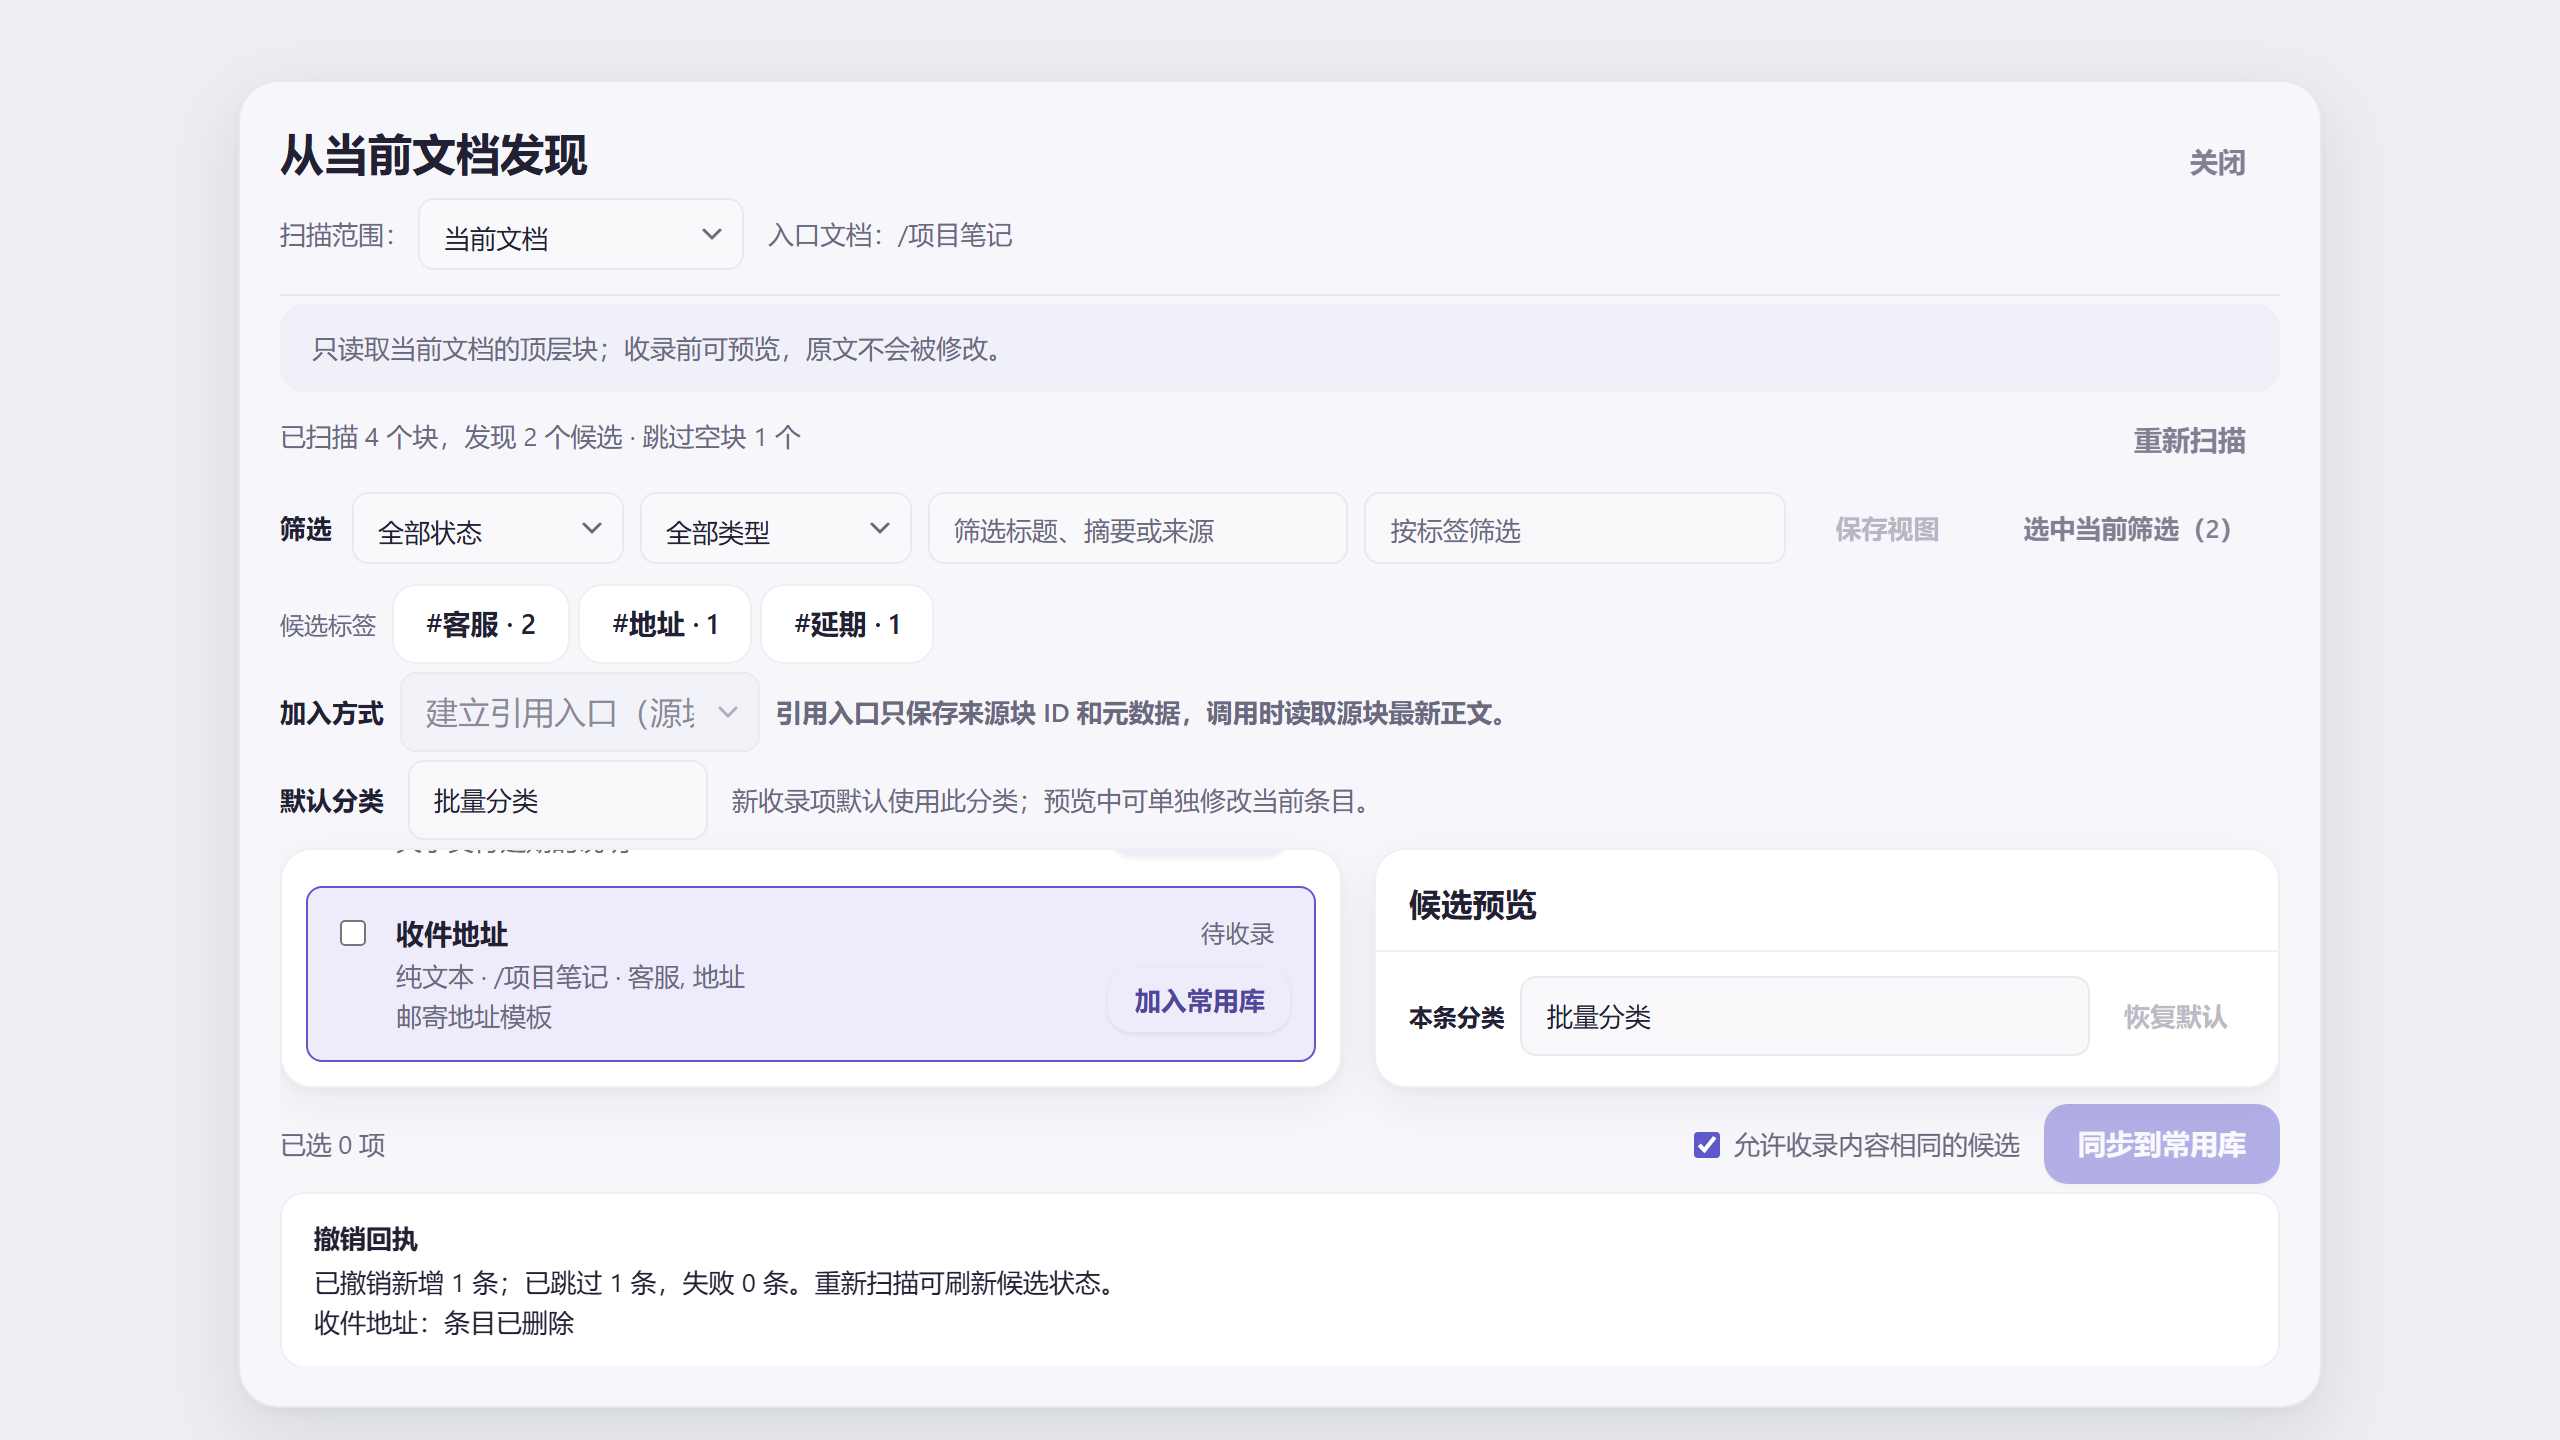 从当前文档发现
关闭
扫描范围：
当前文档
入口文档：/项目笔记
只读取当前文档的顶层块；收录前可预览，原文不会被修改。
已扫描 4 个块，发现 2 个候选 · 跳过空块 1 个
重新扫描
筛选
全部状态
全部类型
筛选标题、摘要或来源
按标签筛选
保存视图
选中当前筛选（2）
候选标签
#客服 · 2
#地址 · 1
#延期 · 1
加入方式
建立引用入口（源
引用入口只保存来源块 ID 和元数据，调用时读取源块最新正文。
默认分类
批量分类
新收录项默认使用此分类；预览中可单独修改当前条目。
收件地址
待收录
纯文本 · /项目笔记 · 客服, 地址
邮寄地址模板
加入常用库
候选预览
本条分类
批量分类
恢复默认
已选 0 项
允许收录内容相同的候选
同步到常用库
撤销回执
已撤销新增 1 条；已跳过 1 条，失败 0 条。重新扫描可刷新候选状态。
收件地址：条目已删除